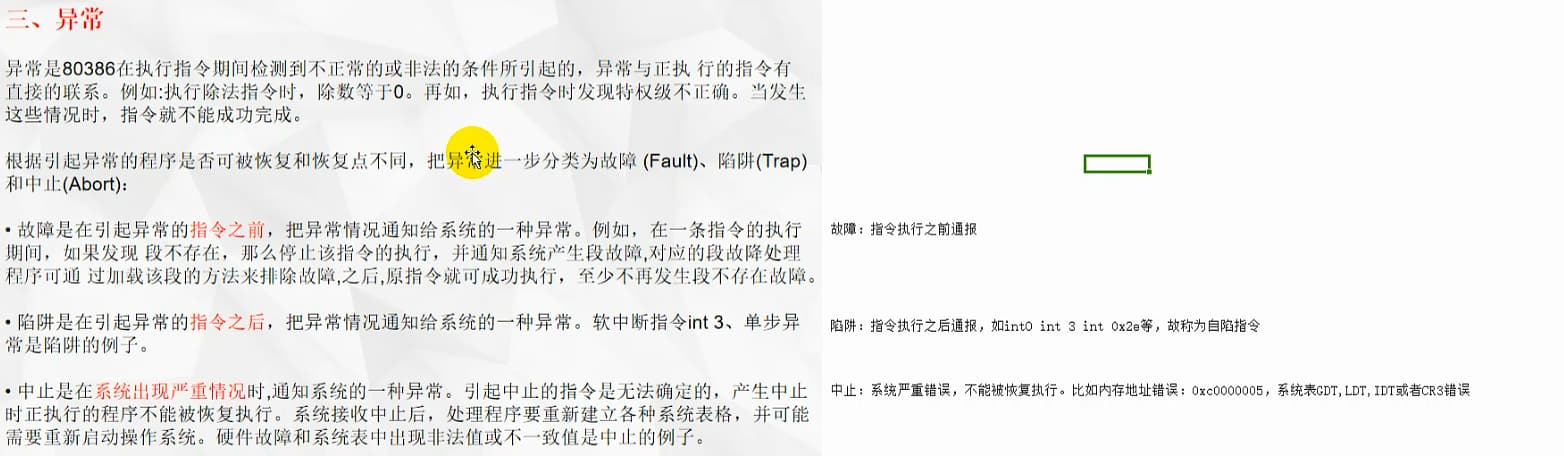 三、异常
异常是80386在执行指令期间检测到不正常的或非法的条件所引起的，异常与正执 行的指令有
直接的联系。例如:执行除法指令时，除数等于0。再如，执行指令时发现特权级不正确。当发生
这些情况时，指令就不能成功完成。
根据引起异常的程序是否可被恢复和恢复点不同，把异常进一步分类为故障 (Fault)、陷阱(Trap)
和中止(Abort)：
• 故障是在引起异常的指令之前，把异常情况通知给系统的一种异常。例如，在一条指令的执行
期间，如果发现 段不存在，那么停止该指令的执行，并通知系统产生段故障,对应的段故降处理
程序可通 过加载该段的方法来排除故障,之后,原指令就可成功执行，至少不再发生段不存在故障。
故障：指令执行之前通报
• 陷阱是在引起异常的指令之后，把异常情况通知给系统的一种异常。软中断指令int 3、单步异
常是陷阱的例子。
陷阱：指令执行之后通报，如int0 int 3 int 0x2e等，故称为自陷指令
• 中止是在系统出现严重情况时,通知系统的一种异常。引起中止的指令是无法确定的，产生中止
时正执行的程序不能被恢复执行。系统接收中止后，处理程序要重新建立各种系统表格，并可能
需要重新启动操作系统。硬件故障和系统表中出现非法值或不一致值是中止的例子。
中止：系统严重错误，不能被恢复执行。比如内存地址错误：0xc0000005，系统表GDT,LDT,IDT或者CR3错误